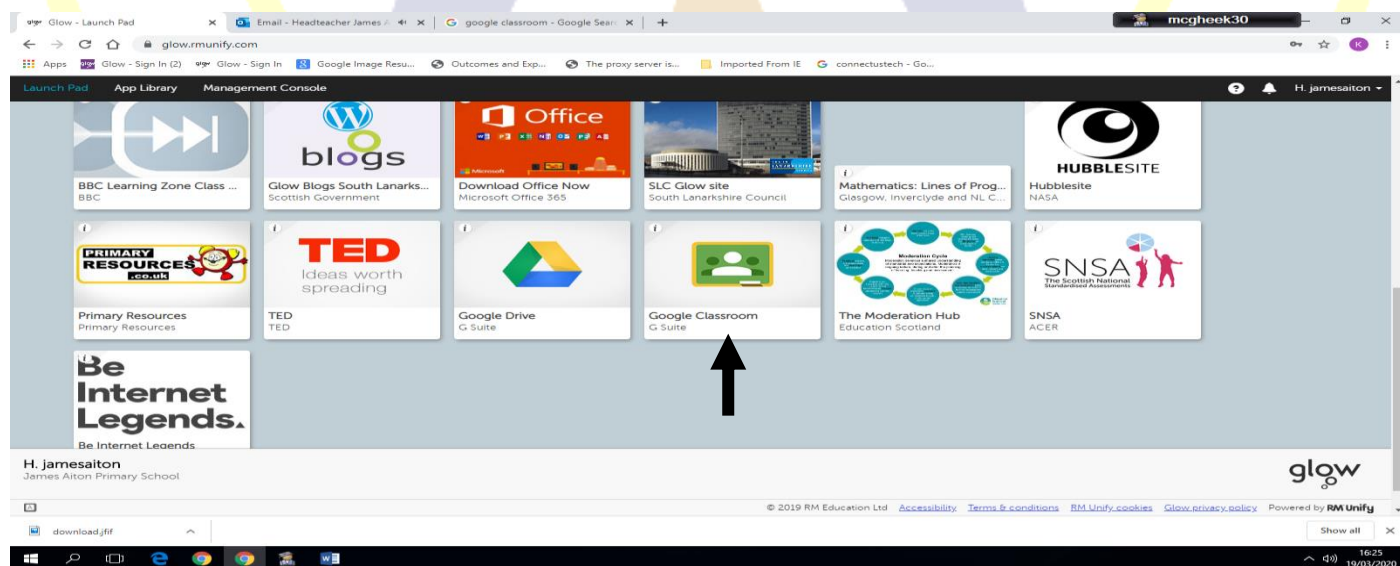 Glow - Launch Pad
Email - Headteacher James A
google classroom - Google Sear
mcgheek30
glow.rmunify.com
K
Apps
Glow - Sign In (2)
Glow - Sign In
Google Image Resu...
Outcomes and Exp...
The proxy server is...
Imported From IE
connectustech - Go...
Launch Pad App Library Management Console
H. jamesaiton
blogs
Office
Microsoft
HUBBLESITE
BBC Learning Zone Class ...
BBC
Glow Blogs South Lanarks...
Scottish Government
Download Office Now
Microsoft Office 365
SLC Glow site
South Lanarkshire Council
Mathematics: Lines of Prog...
Glasgow, Inverclyde and NL C...
Hubblesite
NASA
PRIMARY
RESOURCES
.co.uk
TED
Ideas worth
spreading
Moderation Cycle
SNSA
The Scottish National
Standardised Assessments
Primary Resources
Primary Resources
TED
TED
Google Drive
G Suite
Google Classroom
G Suite
The Moderation Hub
Education Scotland
SNSA
ACER
Be
Internet
Legends.
Be Internet Legends
H. jamesaiton
James Aiton Primary School
glow
© 2019 RM Education Ltd Accessibility Terms & conditions RM Unify cookies Glow privacy policy Powered by RM Unify
download.jfif
Show all
16:25
19/03/2020